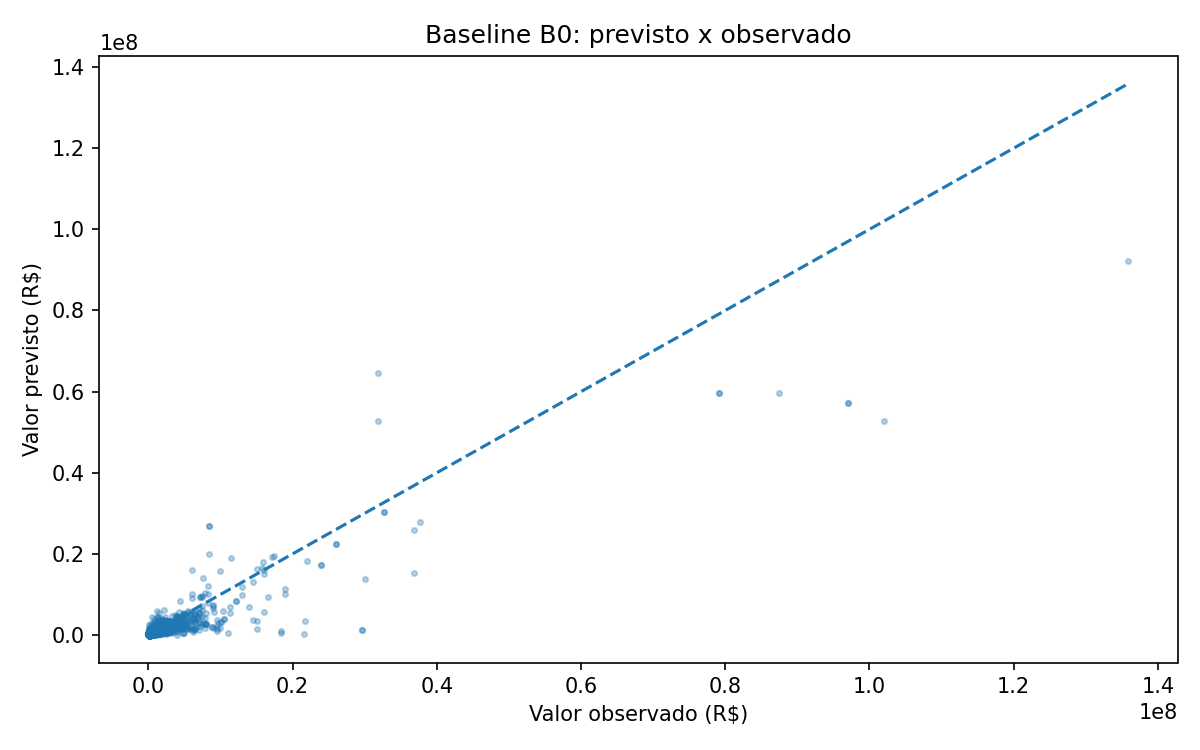 Baseline B0: previsto x observado
1e8
1.4
1.2
1.0
0.8
0.6
0.4
0.2
0.0
Valor previsto (R$)
0.0 0.2 0.4 0.6 0.8 1.0 1.2 1.4
1e8
Valor observado (R$)